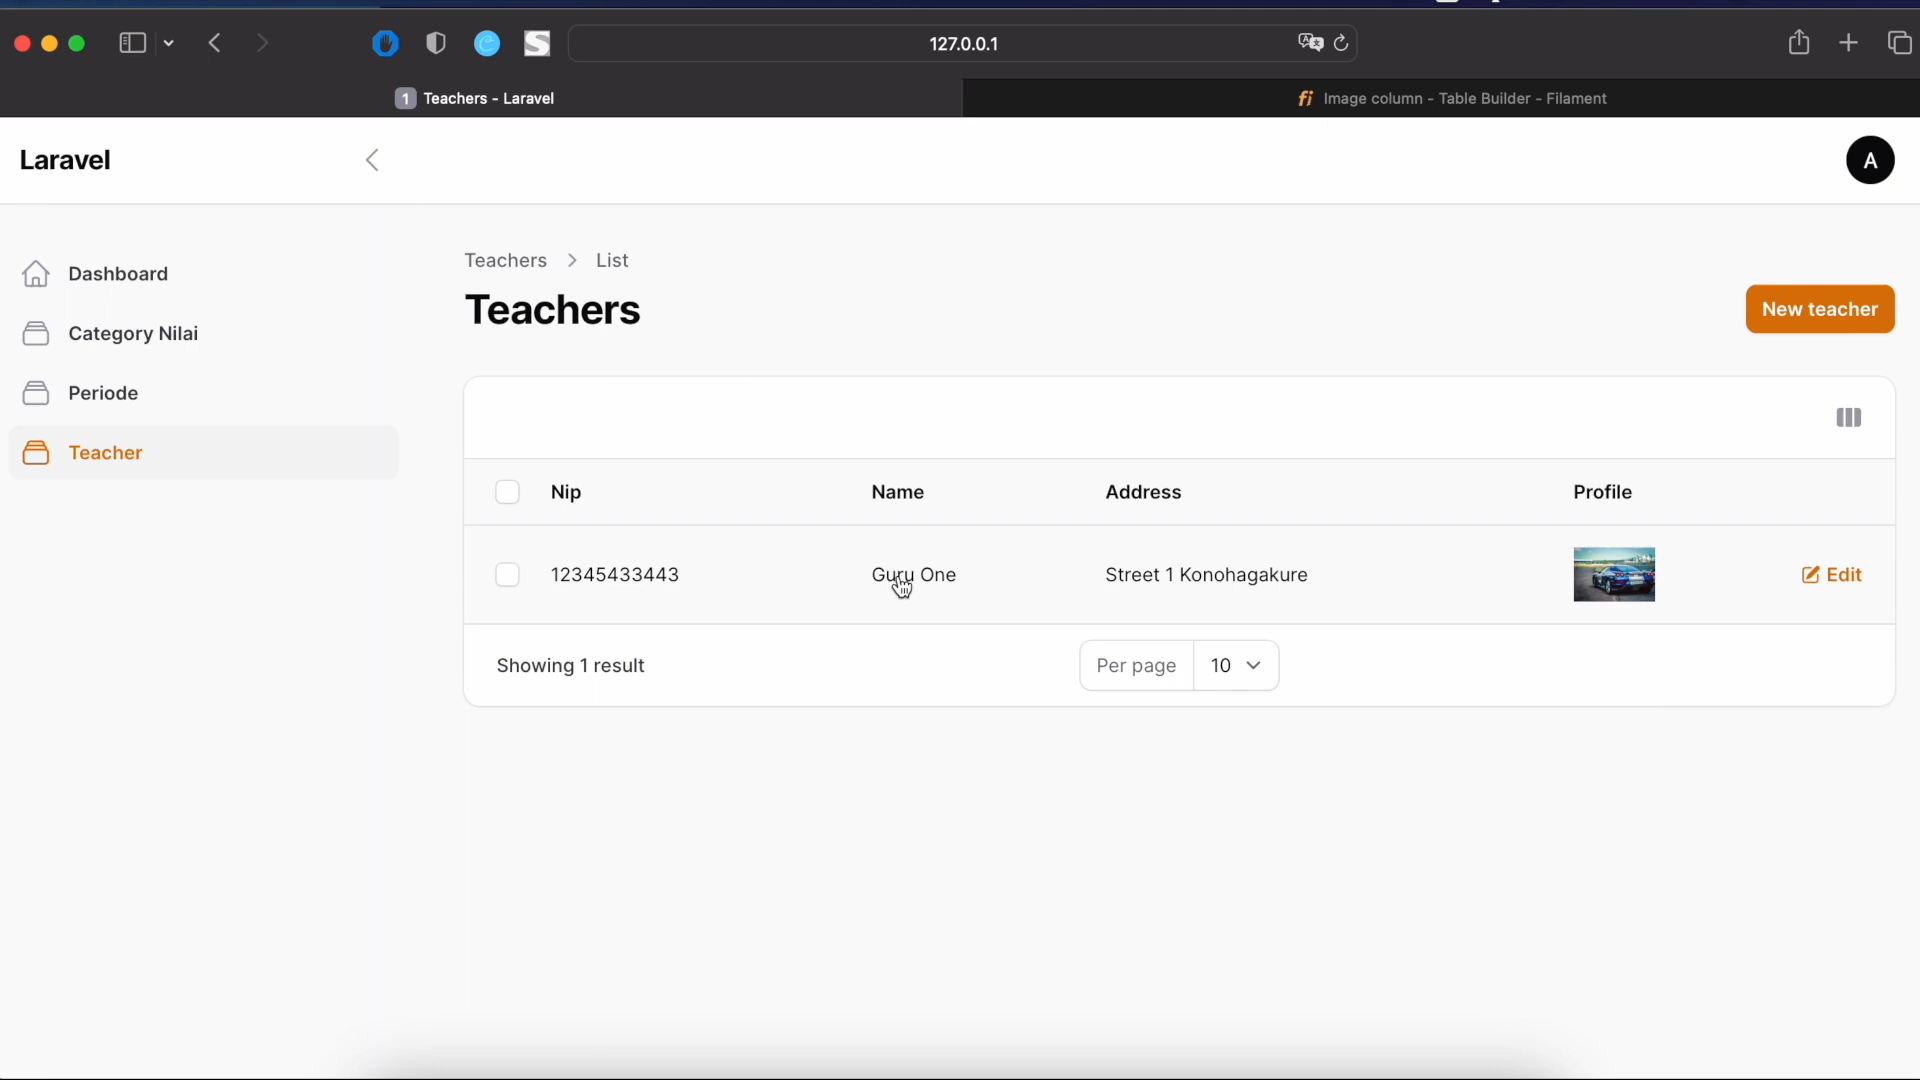 127.0.0.1
1 Teachers - Laravel
fi Image column - Table Builder - Filament
Laravel
A
Dashboard
Category Nilai
Periode
Teacher
Teachers > List
Teachers
New teacher
Nip Name Address Profile
12345433443 Guru One Street 1 Konohagakure Edit
Showing 1 result
Per page 10